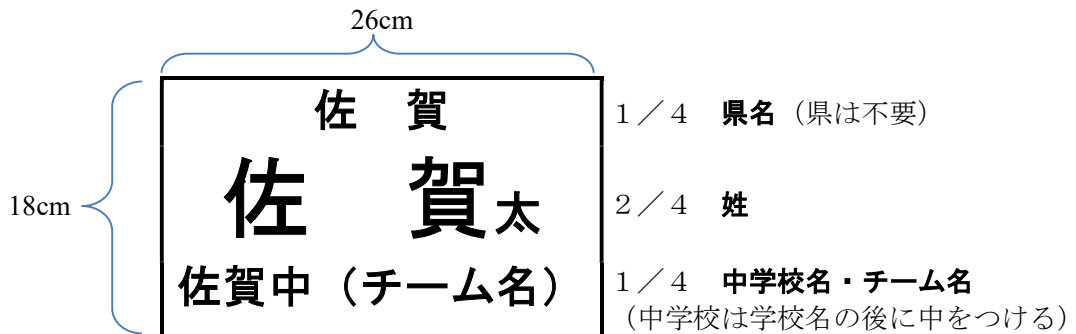 26cm
佐　賀
1／4　県名（県は不要）
18cm
佐　賀太
2／4　姓
佐賀中（チーム名）
1／4　中学校名・チーム名
（中学校は学校名の後に中をつける）